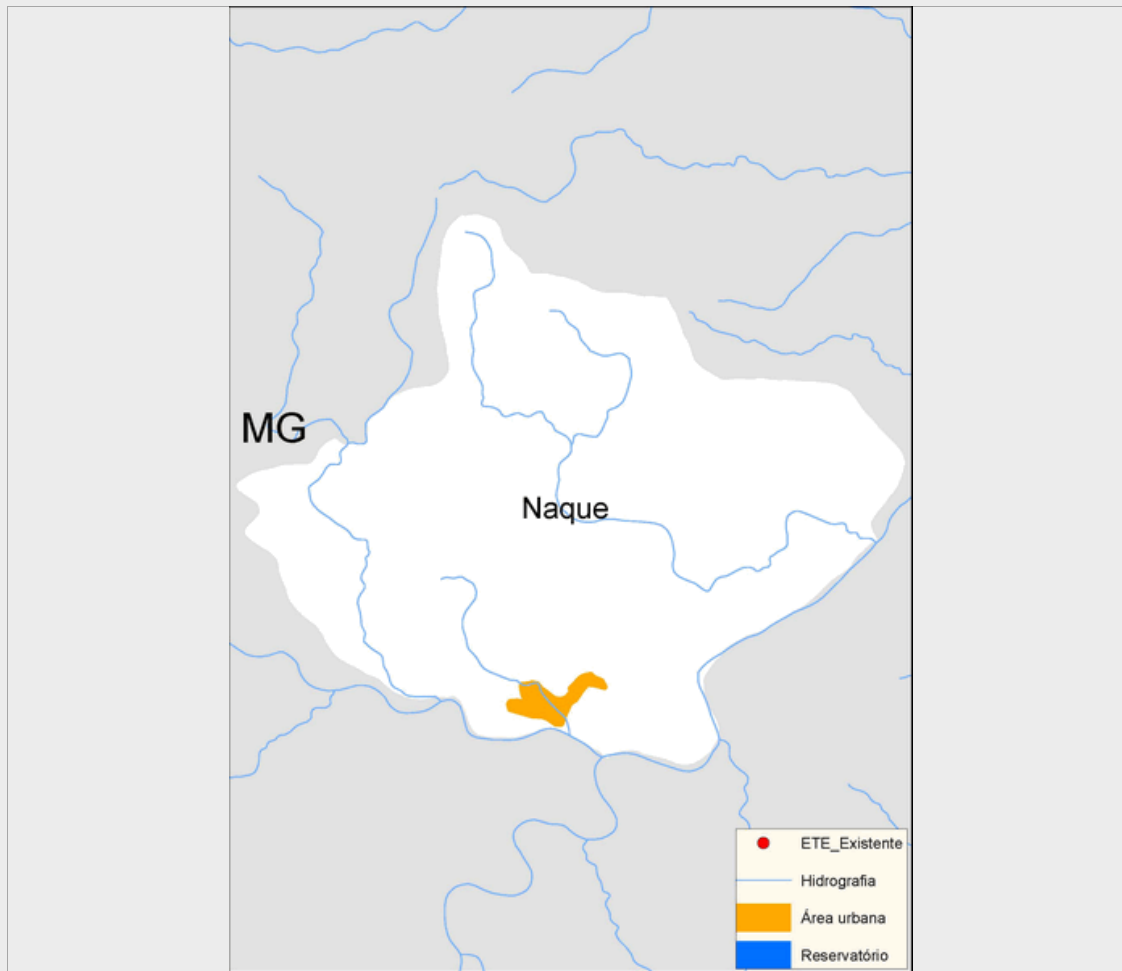 MG
Naque
ETE_Existente
Hidrografia
Área urbana
Reservatório